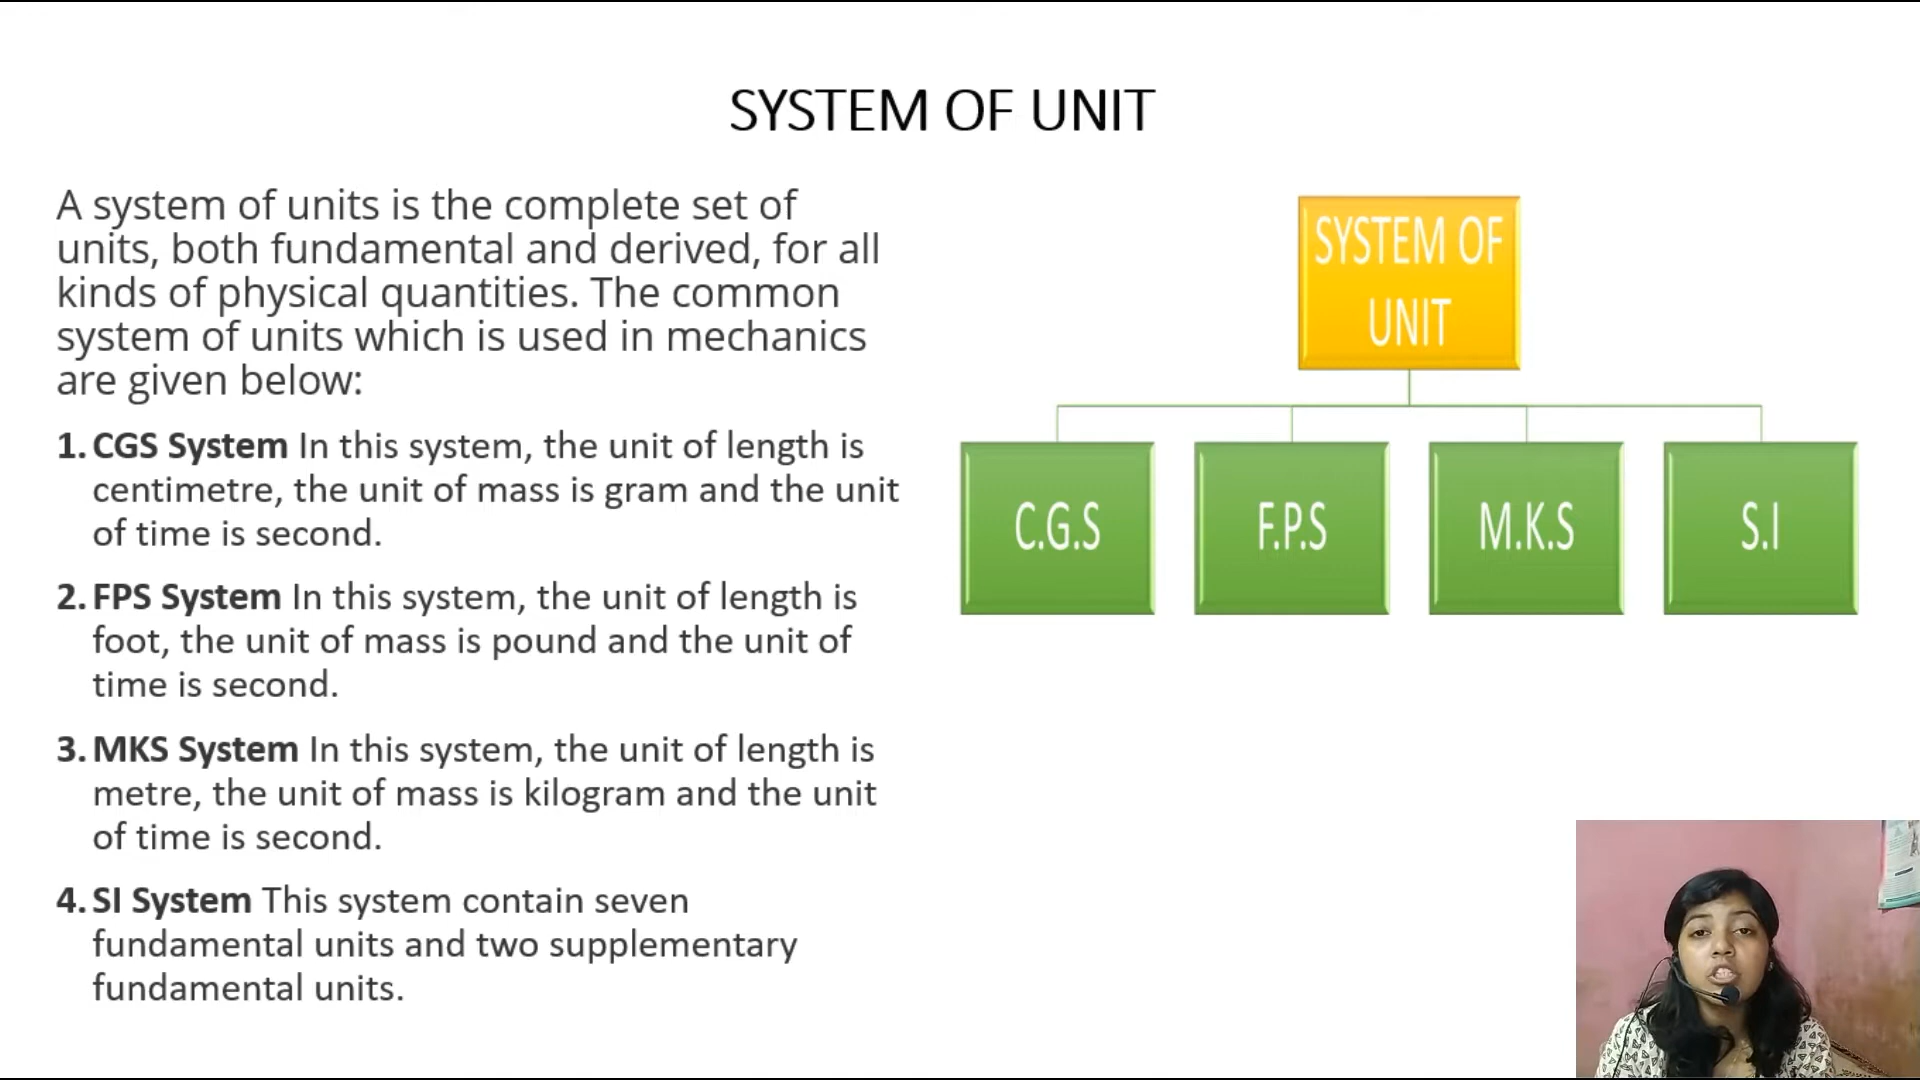 SYSTEM OF UNIT
A system of units is the complete set of
units, both fundamental and derived, for all
kinds of physical quantities. The common
system of units which is used in mechanics
are given below:
1. CGS System In this system, the unit of length is
centimetre, the unit of mass is gram and the unit
of time is second.
2. FPS System In this system, the unit of length is
foot, the unit of mass is pound and the unit of
time is second.
3. MKS System In this system, the unit of length is
metre, the unit of mass is kilogram and the unit
of time is second.
4. SI System This system contain seven
fundamental units and two supplementary
fundamental units.
SYSTEM OF
UNIT
C.G.S
F.P.S
M.K.S
S.I